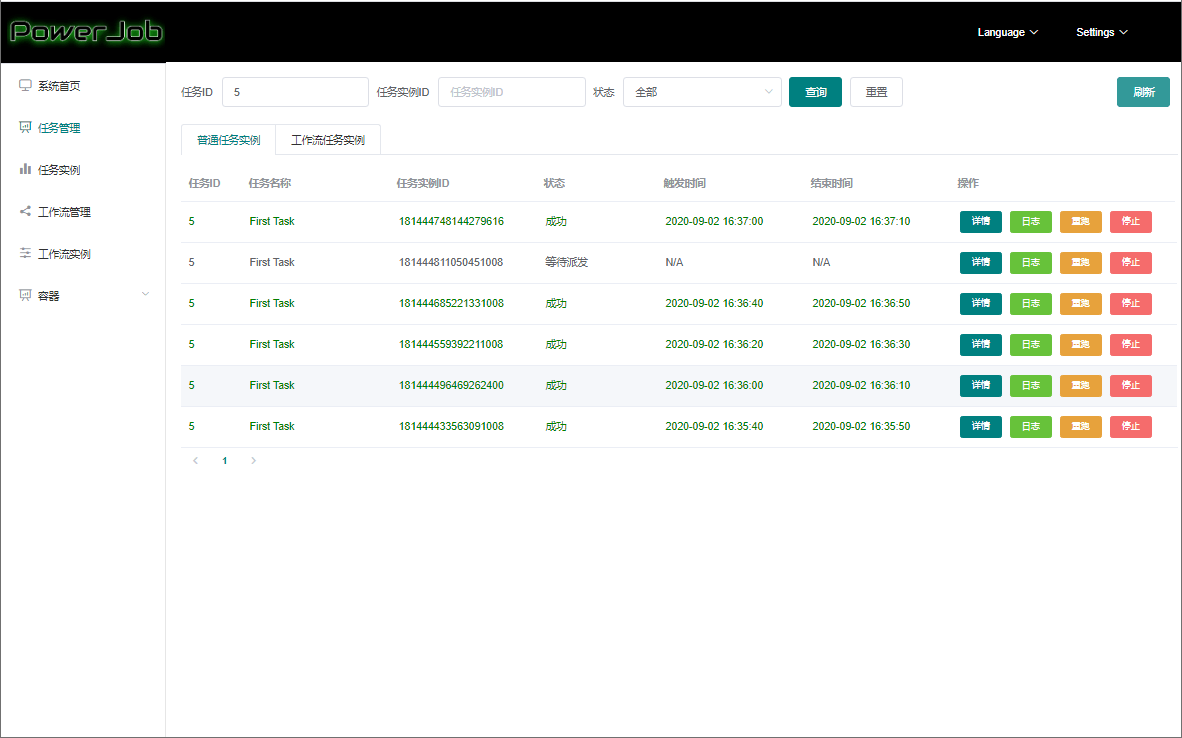 PowerJob
Language
Settings
系统首页
任务管理
任务实例
工作流管理
工作流实例
容器
任务ID 5 任务实例ID 任务实例ID 状态 全部 查询 重置 刷新
普通任务实例 工作流任务实例
任务ID 任务名称 任务实例ID 状态 触发时间 结束时间 操作
5 First Task 181444748144279616 成功 2020-09-02 16:37:00 2020-09-02 16:37:10 详情 日志 重跑 停止
5 First Task 181444811050451008 等待派发 N/A N/A 详情 日志 重跑 停止
5 First Task 181444685221331008 成功 2020-09-02 16:36:40 2020-09-02 16:36:50 详情 日志 重跑 停止
5 First Task 181444559392211008 成功 2020-09-02 16:36:20 2020-09-02 16:36:30 详情 日志 重跑 停止
5 First Task 181444496469262400 成功 2020-09-02 16:36:00 2020-09-02 16:36:10 详情 日志 重跑 停止
5 First Task 181444433563091008 成功 2020-09-02 16:35:40 2020-09-02 16:35:50 详情 日志 重跑 停止
1